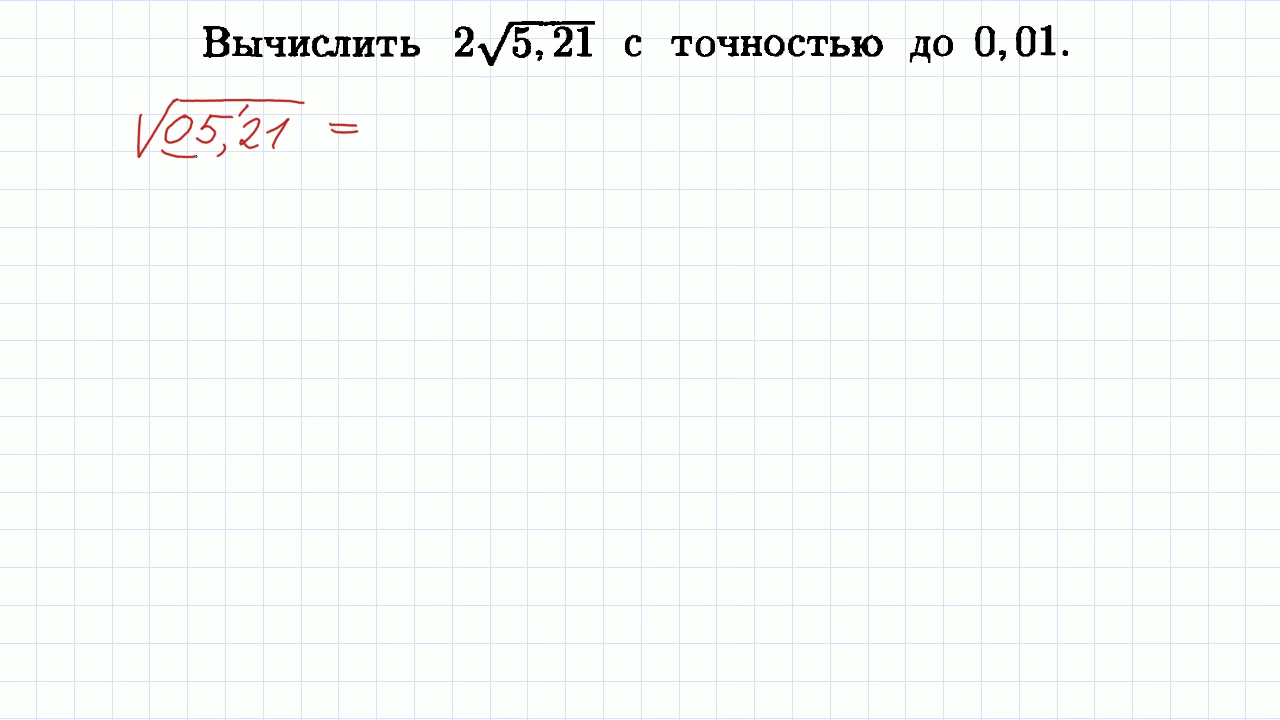 Вычислить 2√5,21 с точностью до 0,01.
√05,'21 =